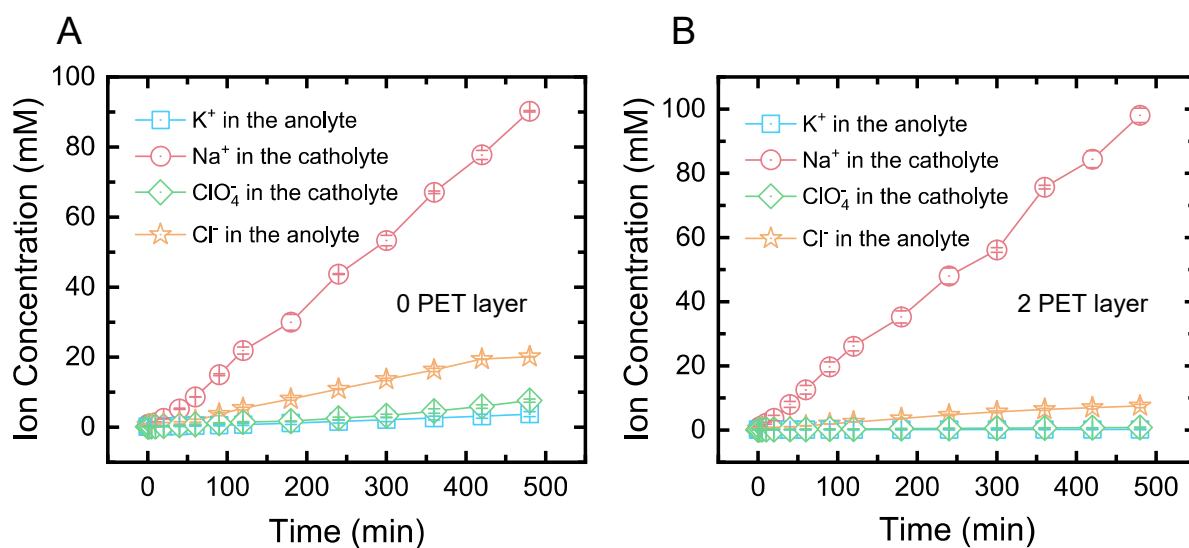 A
Ion Concentration (mM)
100
80
60
40
20
0
K⁺ in the anolyte
Na⁺ in the catholyte
ClO₄⁻ in the catholyte
Cl⁻ in the anolyte
0 PET layer
0 100 200 300 400 500
Time (min)
B
Ion Concentration (mM)
100
80
60
40
20
0
K⁺ in the anolyte
Na⁺ in the catholyte
ClO₄⁻ in the catholyte
Cl⁻ in the anolyte
2 PET layer
0 100 200 300 400 500
Time (min)